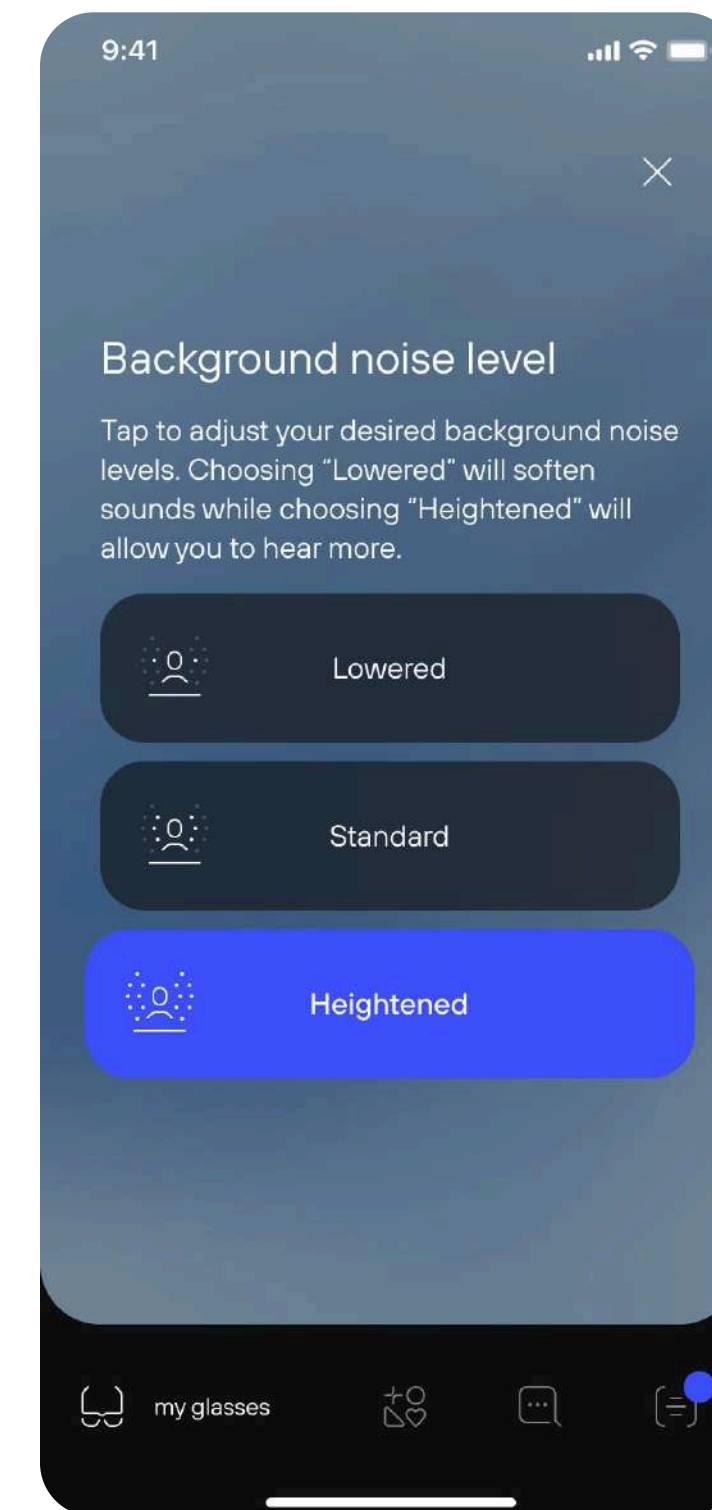 9:41
Background noise level
Tap to adjust your desired background noise
levels. Choosing “Lowered” will soften
sounds while choosing “Heightened” will
allow you to hear more.
Lowered
Standard
Heightened
my glasses